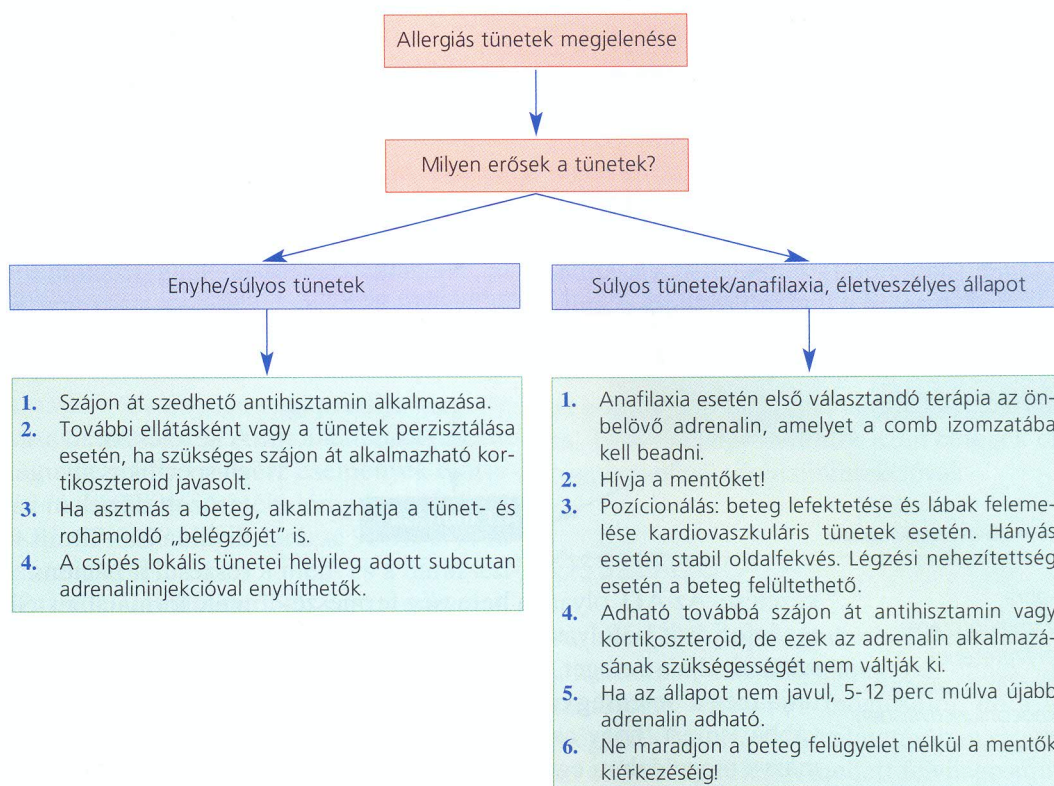 Allergiás tünetek megjelenése
Milyen erősek a tünetek?
Enyhe/súlyos tünetek
1. Szájon át szedhető antihisztamin alkalmazása.
2. További ellátásként vagy a tünetek perzisztálása
esetén, ha szükséges szájon át alkalmazható kor-
tikoszteroid javasolt.
3. Ha asztmás a beteg, alkalmazhatja a tünet- és
rohamoldó „belégzőjét” is.
4. A csípés lokális tünetei helyileg adott subcutan
adrenalininjekcióval enyhíthetők.
Súlyos tünetek/anafilaxia, életveszélyes állapot
1. Anafilaxia esetén első választandó terápia az ön-
belövő adrenalin, amelyet a comb izomzatába
kell beadni.
2. Hívja a mentőket!
3. Pozícionálás: beteg lefektetése és lábak feleme-
lése kardiovaszkuláris tünetek esetén. Hányás
esetén stabil oldalfekvés. Légzési nehezítettség
esetén a beteg felültethető.
4. Adható továbbá szájon át antihisztamin vagy
kortikoszteroid, de ezek az adrenalin alkalmazá-
sának szükségességét nem váltják ki.
5. Ha az állapot nem javul, 5-12 perc múlva újabb
adrenalin adható.
6. Ne maradjon a beteg felügyelet nélkül a mentők
kiérkezéséig!